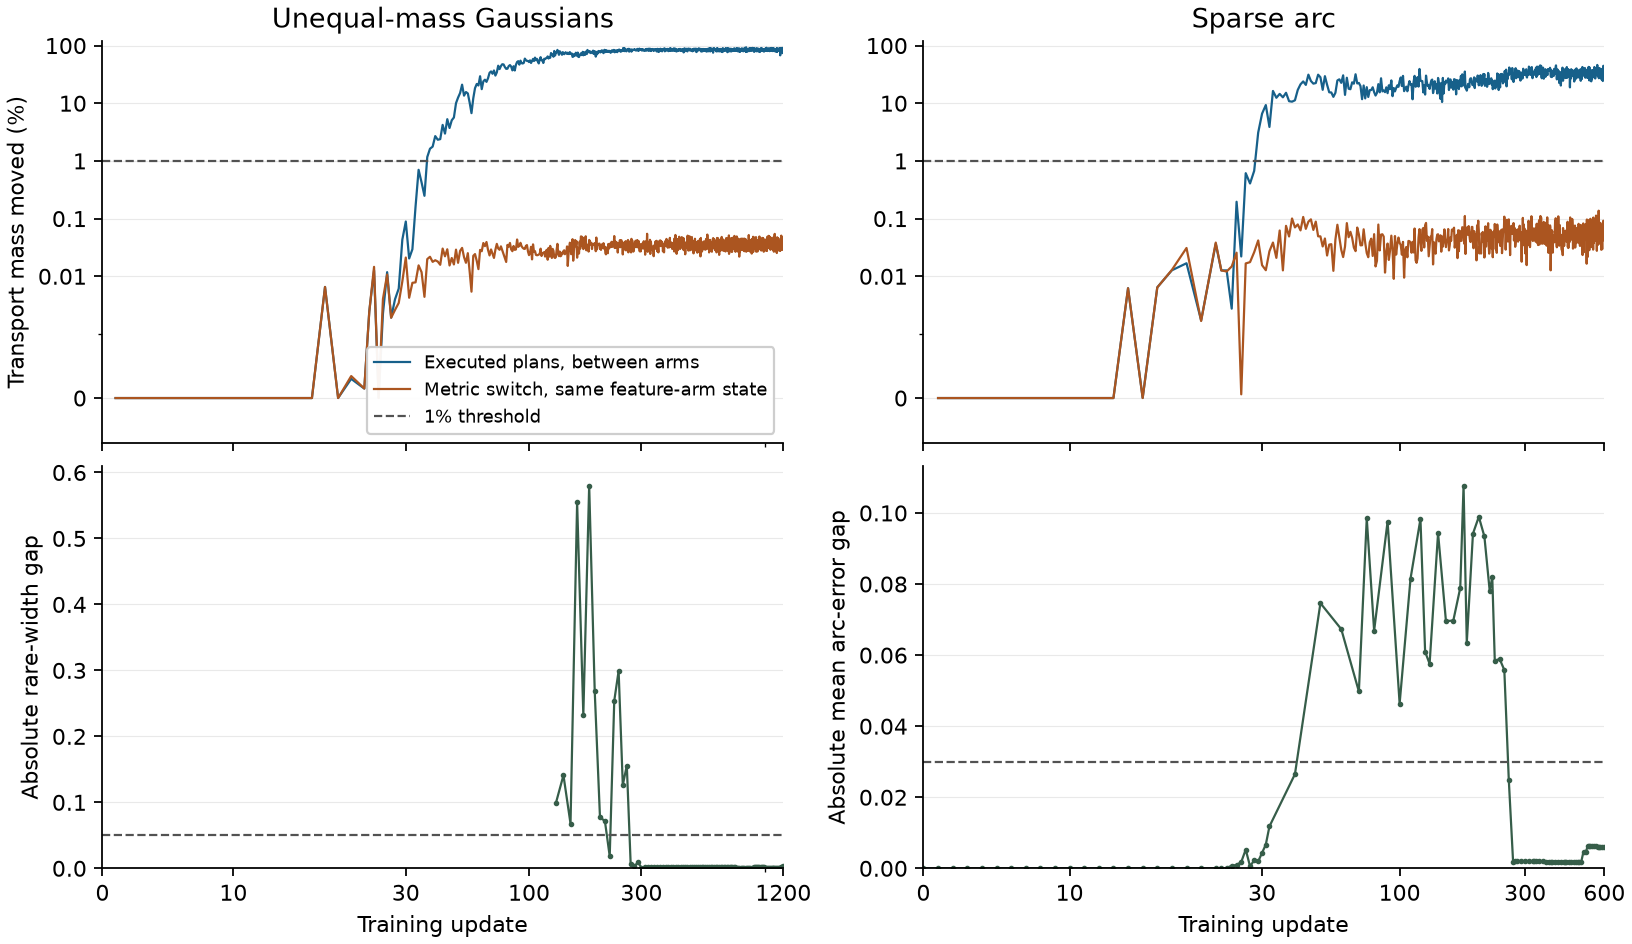 Unequal-mass Gaussians
Sparse arc
Transport mass moved (%)
100
10
1
0.1
0.01
0
Executed plans, between arms
Metric switch, same feature-arm state
1% threshold
100
10
1
0.1
0.01
0
Absolute rare-width gap
0.6
0.5
0.4
0.3
0.2
0.1
0.0
0 10 30 100 300 1200
Training update
Absolute mean arc-error gap
0.10
0.08
0.06
0.04
0.02
0.00
0 10 30 100 300 600
Training update